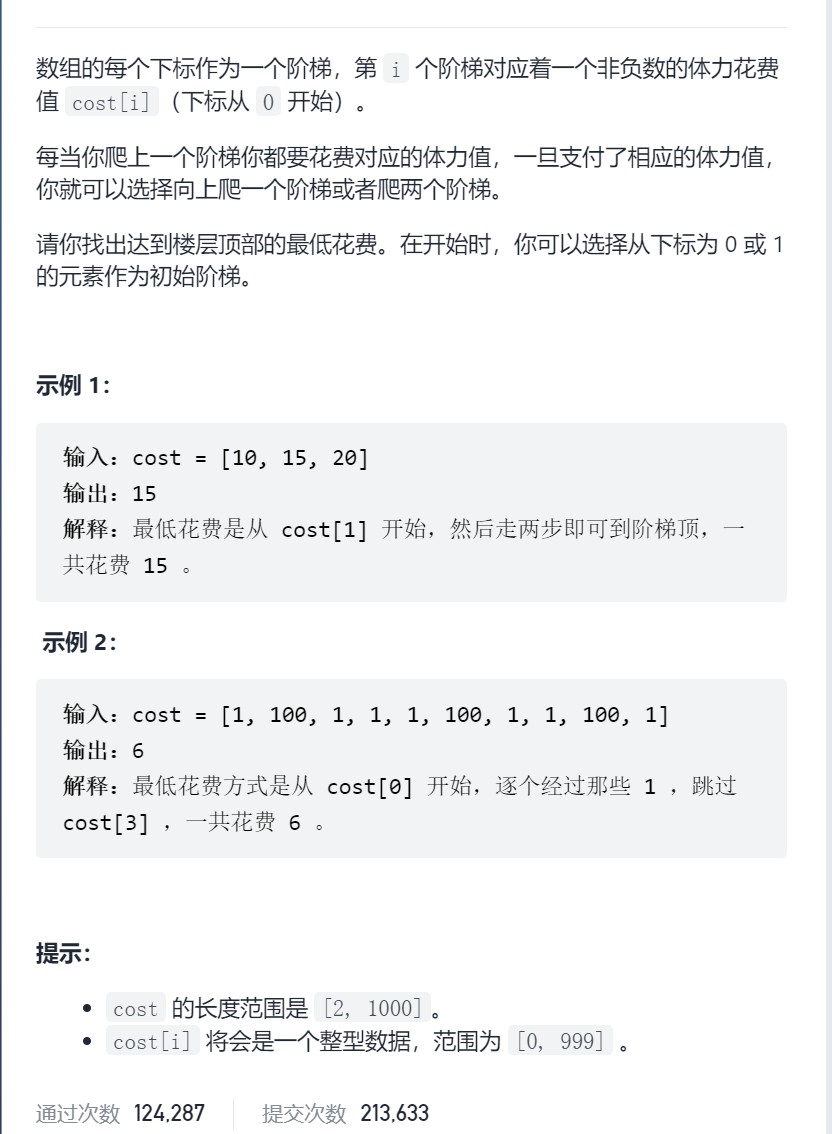 数组的每个下标作为一个阶梯，第 i 个阶梯对应着一个非负数的体力花费
值 cost[i]（下标从 0 开始）。
每当你爬上一个阶梯你都要花费对应的体力值，一旦支付了相应的体力值，
你就可以选择向上爬一个阶梯或者爬两个阶梯。
请你找出达到楼层顶部的最低花费。在开始时，你可以选择从下标为 0 或 1
的元素作为初始阶梯。
示例 1：
输入：cost = [10, 15, 20]
输出：15
解释：最低花费是从 cost[1] 开始，然后走两步即可到阶梯顶，一
共花费 15 。
示例 2：
输入：cost = [1, 100, 1, 1, 1, 100, 1, 1, 100, 1]
输出：6
解释：最低花费方式是从 cost[0] 开始，逐个经过那些 1 ，跳过
cost[3] ，一共花费 6 。
提示：
• cost 的长度范围是 [2, 1000]。
• cost[i] 将会是一个整型数据，范围为 [0, 999] 。
通过次数 124,287 提交次数 213,633